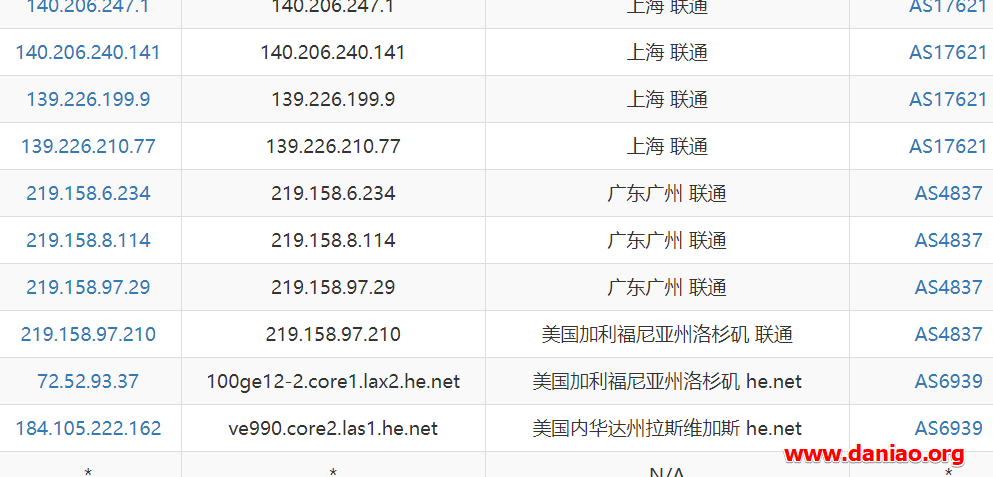 140.206.247.1 140.206.247.1 上海 联通 AS17621
140.206.240.141 140.206.240.141 上海 联通 AS17621
139.226.199.9 139.226.199.9 上海 联通 AS17621
139.226.210.77 139.226.210.77 上海 联通 AS17621
219.158.6.234 219.158.6.234 广东广州 联通 AS4837
219.158.8.114 219.158.8.114 广东广州 联通 AS4837
219.158.97.29 219.158.97.29 广东广州 联通 AS4837
219.158.97.210 219.158.97.210 美国加利福尼亚州洛杉矶 联通 AS4837
72.52.93.37 100ge12-2.core1.lax2.he.net 美国加利福尼亚州洛杉矶 he.net AS6939
184.105.222.162 ve990.core2.las1.he.net 美国内华达州拉斯维加斯 he.net AS6939
www.daniao.org
* * N/A *